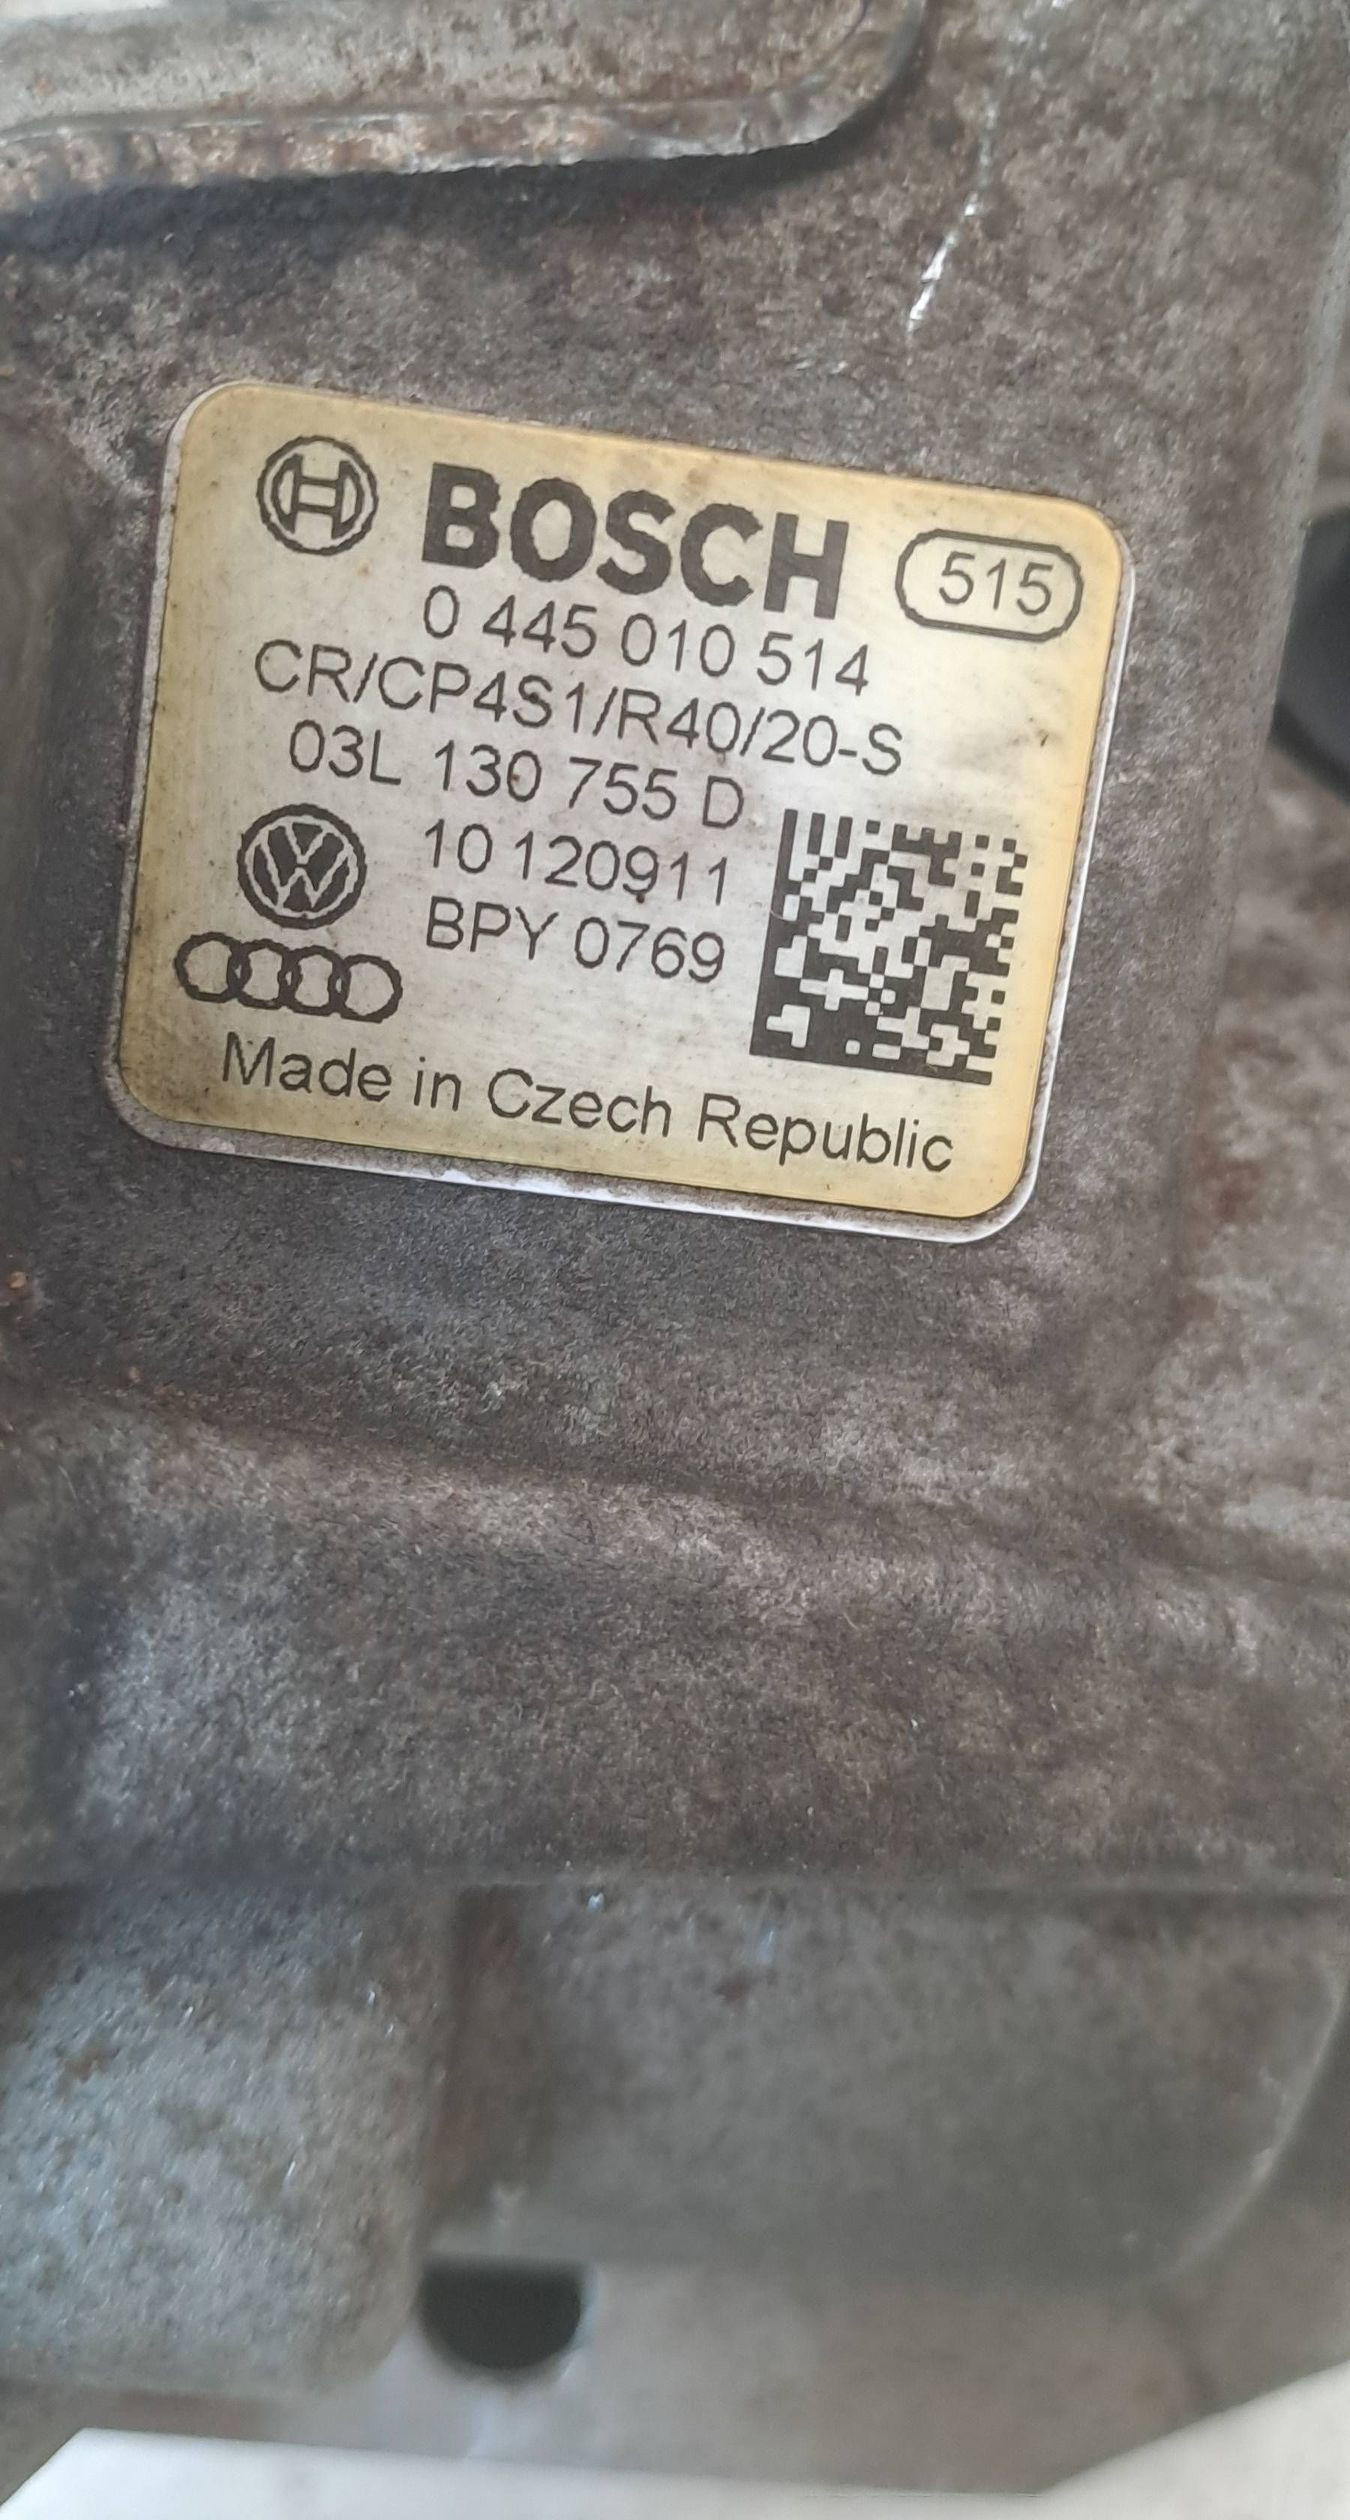 BOSCH 515
0 445 010 514
CR/CP4S1/R40/20-S
03L 130 755 D
10 120911
BPY 0769
Made in Czech Republic